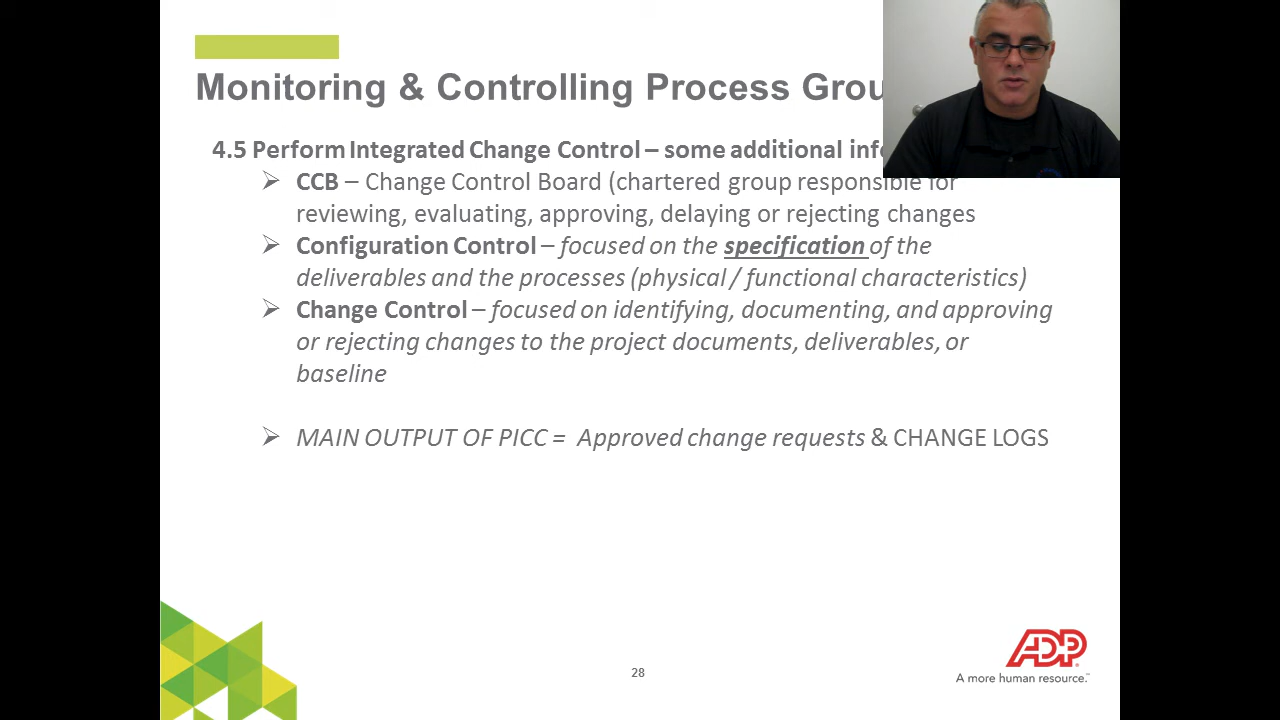 Monitoring & Controlling Process Grou
4.5 Perform Integrated Change Control – some additional inf
➢ CCB – Change Control Board (chartered group responsible for
reviewing, evaluating, approving, delaying or rejecting changes
➢ Configuration Control – focused on the specification of the
deliverables and the processes (physical / functional characteristics)
➢ Change Control – focused on identifying, documenting, and approving
or rejecting changes to the project documents, deliverables, or
baseline
➢ MAIN OUTPUT OF PICC = Approved change requests & CHANGE LOGS
28
ADP
A more human resource.™